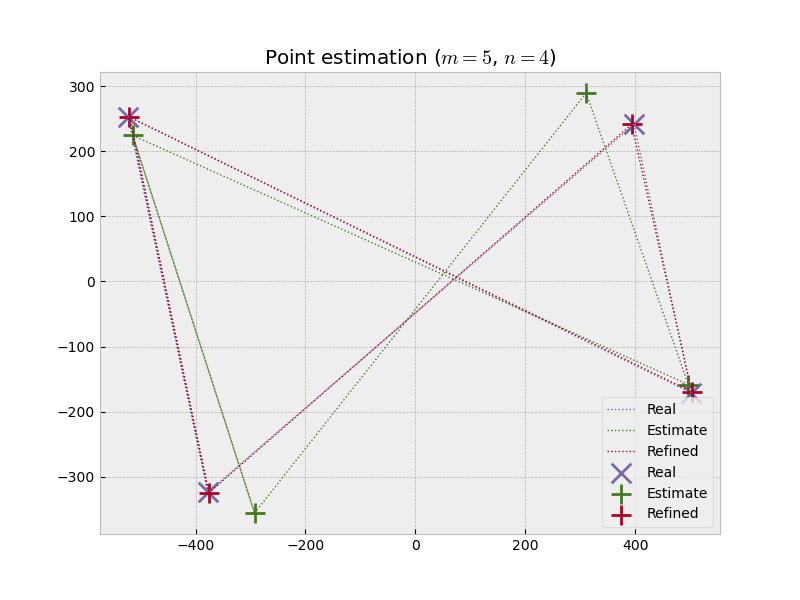 Point estimation (m = 5, n = 4)
300
200
100
0
−100
−200
−300
−400
−200
0
200
400
Real
Estimate
Refined
Real
Estimate
Refined